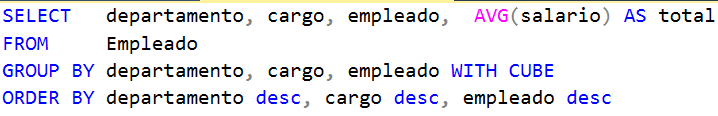 SELECT   departamento, cargo, empleado,  AVG(salario) AS total
FROM     Empleado
GROUP BY departamento, cargo, empleado WITH CUBE
ORDER BY departamento desc, cargo desc, empleado desc